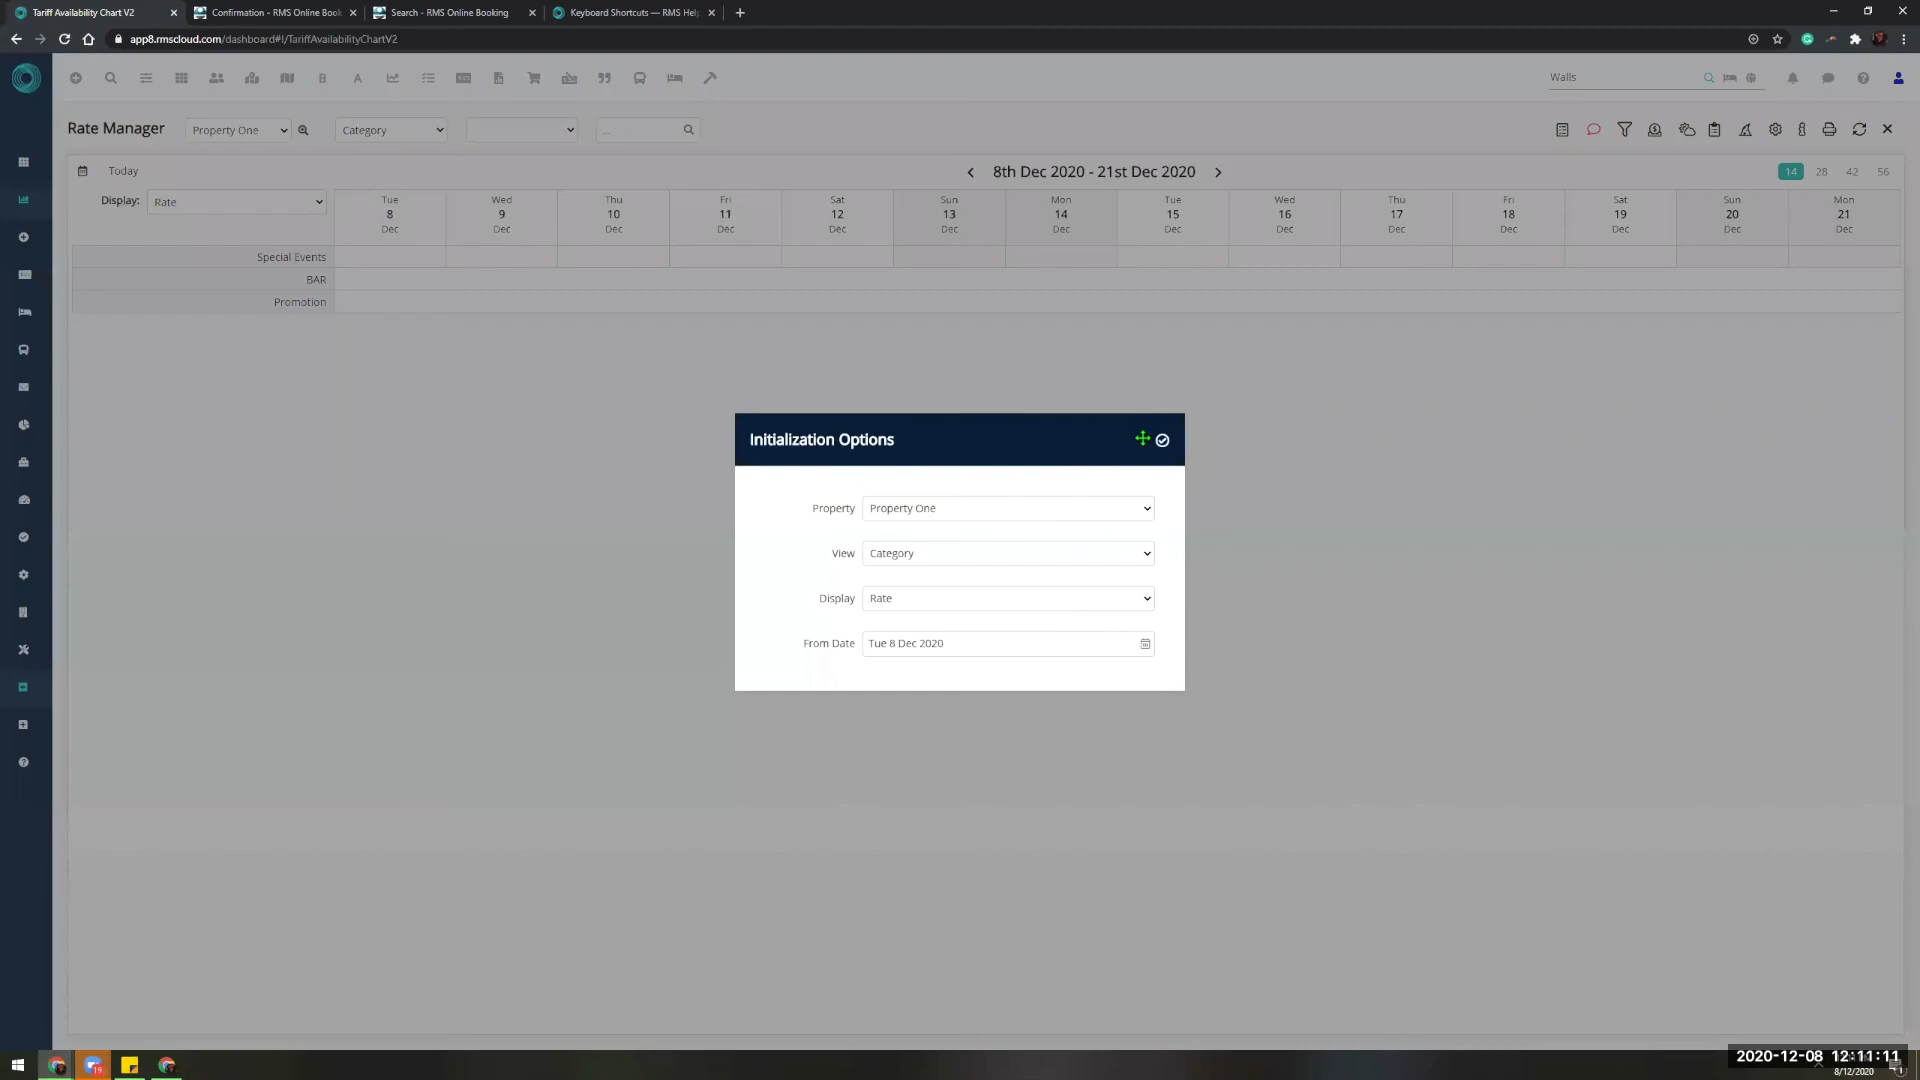 Tariff Availability Chart V2
Confirmation - RMS Online Book
Search - RMS Online Booking
Keyboard Shortcuts — RMS Help
app8.rmscloud.com/dashboard#!/TariffAvailabilityChartV2
B A Walls
Rate Manager Property One Category ...
Today 8th Dec 2020 - 21st Dec 2020 14 28 42 56
Display: Rate
Tue Wed Thu Fri Sat Sun Mon Tue Wed Thu Fri Sat Sun Mon
8 9 10 11 12 13 14 15 16 17 18 19 20 21
Dec Dec Dec Dec Dec Dec Dec Dec Dec Dec Dec Dec Dec Dec
Special Events
BAR
Promotion
Initialization Options
Property Property One
View Category
Display Rate
From Date Tue 8 Dec 2020
19
2020-12-08 12:11:11
8/12/2020